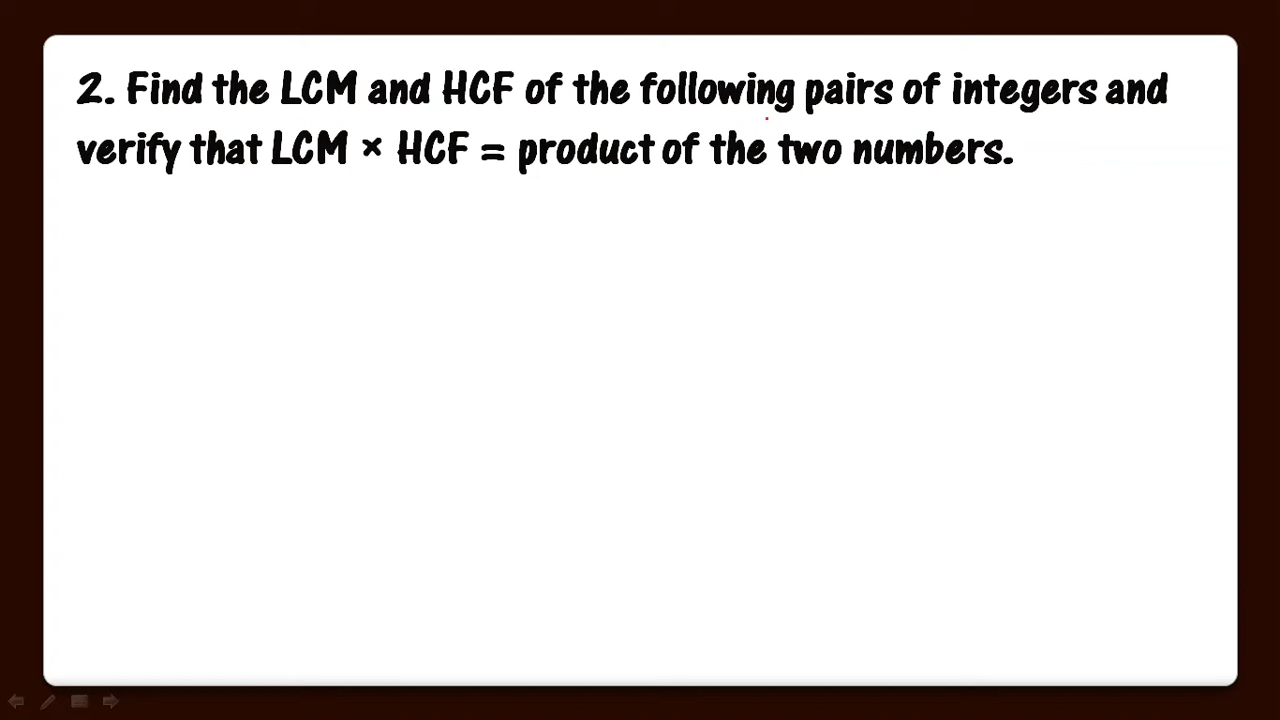 2. Find the LCM and HCF of the following pairs of integers and
verify that LCM × HCF = product of the two numbers.